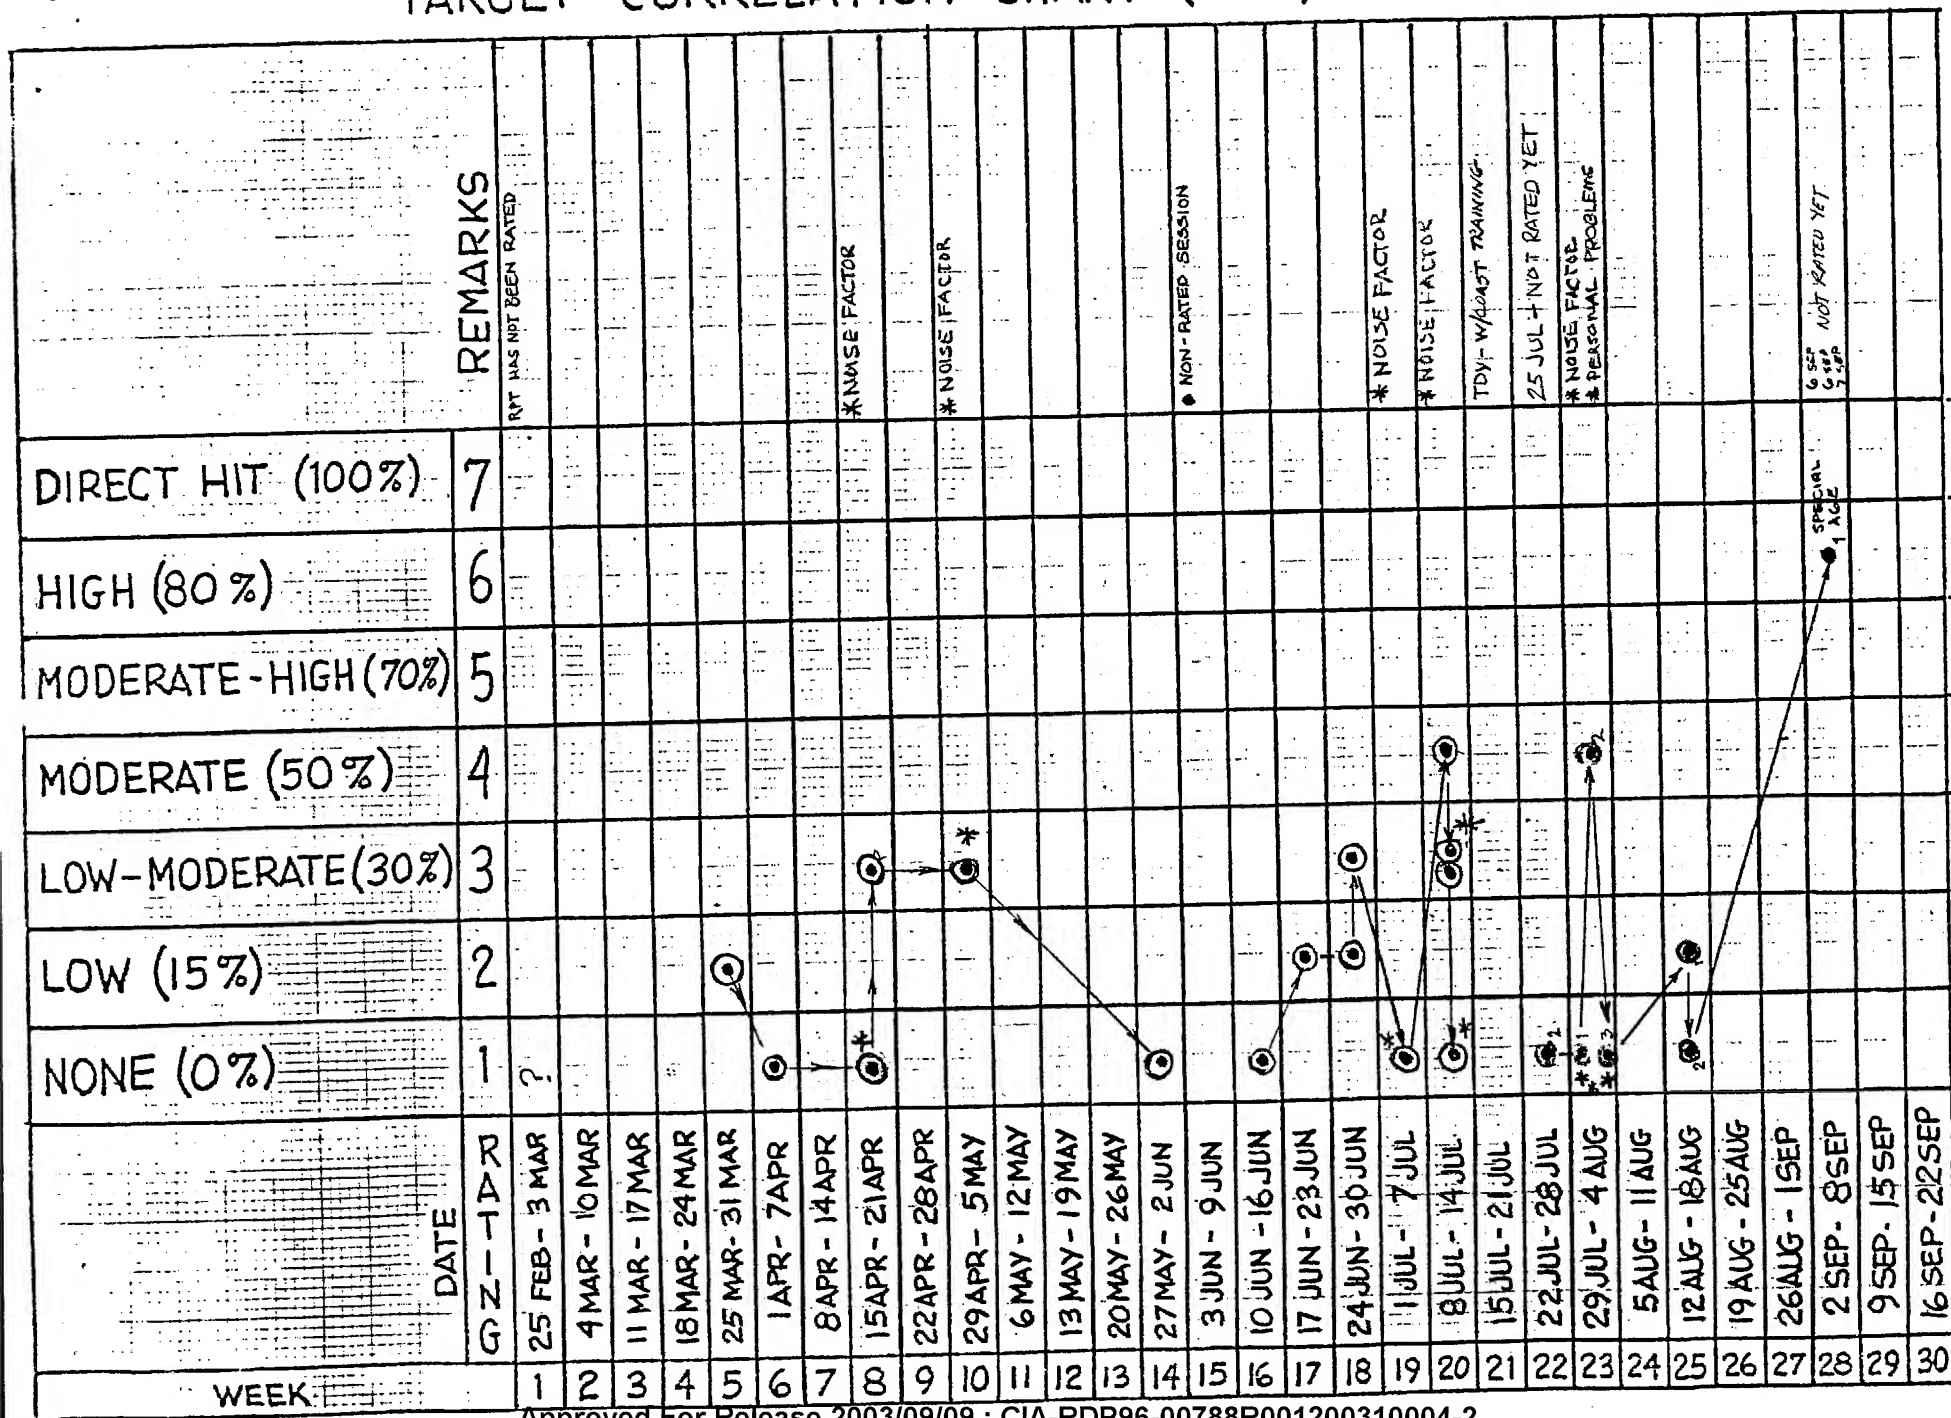 TARGET CORRELATION CHART
REMARKS
RPT HAS NOT BEEN RATED
*NOISE FACTOR
* NOISE FACTOR
● NON-RATED SESSION
* NOISE FACTOR
* NOISE FACTOR
TDY- W/COAST TRAINING
25 JUL - NOT RATED YET
* NOISE FACTOR
* PERSONAL PROBLEMS
6 SEP
6 SEP
7 SEP
NOT RATED YET
DIRECT HIT (100%) 7
SPECIAL
HIGH (80%) 6
MODERATE-HIGH (70%) 5
MODERATE (50%) 4
2
LOW-MODERATE (30%) 3
*
*
LOW (15%) 2
NONE (0%) 1
?
*
*
*
2
* 1
* 3
*
2
DATE
RATING
25 FEB - 3 MAR
4 MAR - 10 MAR
11 MAR - 17 MAR
18 MAR - 24 MAR
25 MAR - 31 MAR
1 APR - 7 APR
8 APR - 14 APR
15 APR - 21 APR
22 APR - 28 APR
29 APR - 5 MAY
6 MAY - 12 MAY
13 MAY - 19 MAY
20 MAY - 26 MAY
27 MAY - 2 JUN
3 JUN - 9 JUN
10 JUN - 16 JUN
17 JUN - 23 JUN
24 JUN - 30 JUN
1 JUL - 7 JUL
8 JUL - 14 JUL
15 JUL - 21 JUL
22 JUL - 28 JUL
29 JUL - 4 AUG
5 AUG - 11 AUG
12 AUG - 18 AUG
19 AUG - 25 AUG
26 AUG - 1 SEP
2 SEP - 8 SEP
9 SEP - 15 SEP
16 SEP - 22 SEP
WEEK 1 2 3 4 5 6 7 8 9 10 11 12 13 14 15 16 17 18 19 20 21 22 23 24 25 26 27 28 29 30
Approved For Release 2003/09/09 : CIA-RDP96-00788R001200310004-2